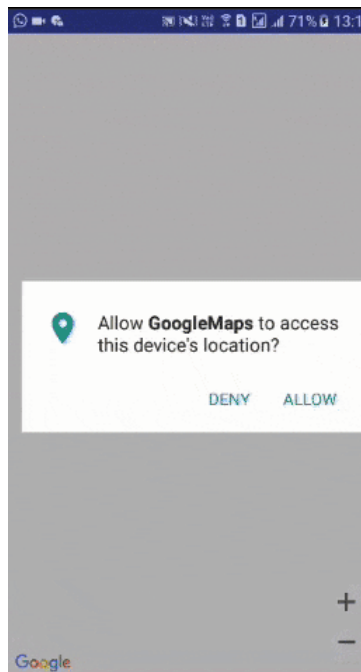 71% 13:1
Allow GoogleMaps to access
this device's location?
DENY ALLOW
+
−
Google